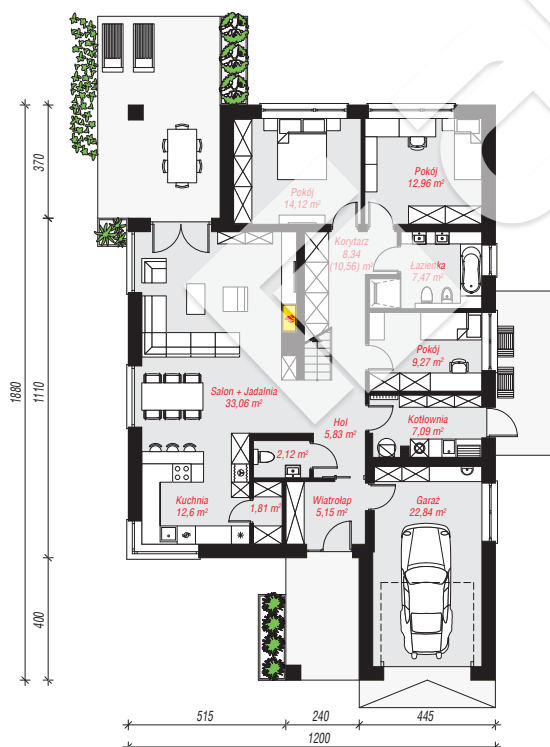 Pokój
14,12 m²
Pokój
12,96 m²
Korytarz
8,34
(10,56) m²
Łazienka
7,47 m²
Pokój
9,27 m²
Salon + Jadalnia
33,06 m²
Hol
5,83 m²
Kotłownia
7,09 m²
2,12 m²
Kuchnia
12,6 m²
1,81 m²
Wiatrołap
5,15 m²
Garaż
22,84 m²
370
1110
1880
400
515
240
445
1200